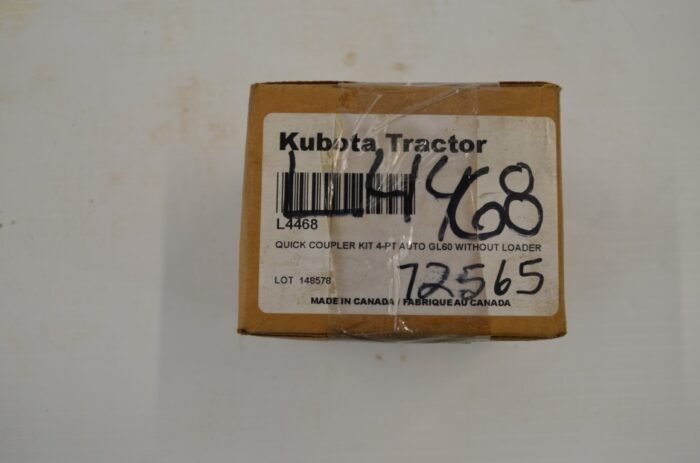 Kubota Tractor
L4468
L4468
QUICK COUPLER KIT 4-PT AUTO GL60 WITHOUT LOADER
LOT 148578
72565
MADE IN CANADA / FABRIQUE AU CANADA